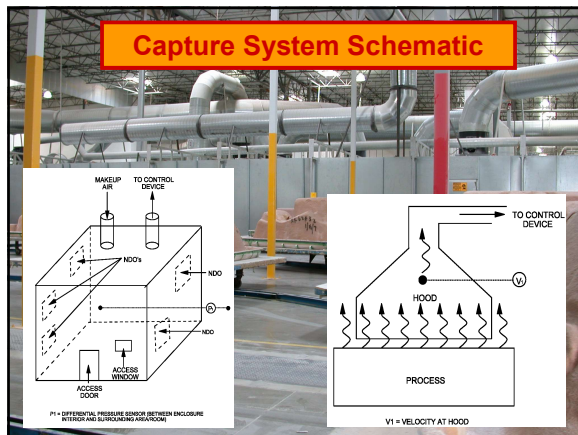 Capture System Schematic
MAKEUP
AIR
TO CONTROL
DEVICE
NDO's
NDO
P₁
NDO
ACCESS
WINDOW
ACCESS
DOOR
P1 = DIFFERENTIAL PRESSURE SENSOR (BETWEEN ENCLOSURE
INTERIOR AND SURROUNDING AREA/ROOM)
TO CONTROL
DEVICE
V₁
HOOD
PROCESS
V1 = VELOCITY AT HOOD